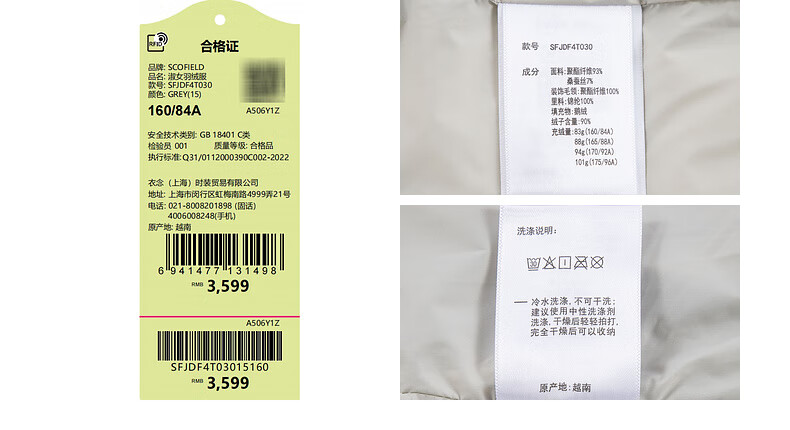 RFID
合格证
品牌: SCOFIELD
品名: 淑女羽绒服
款号: SFJDF4T030
颜色: GREY(15)
160/84A
A506Y1Z
安全技术类别: GB 18401 C类
检验员 001 质量等级: 合格品
执行标准: Q31/0112000390C002-2022
衣念（上海）时装贸易有限公司
地址: 上海市闵行区虹梅南路4999弄21号
电话: 021-8008201898 (固话)
4006008248(手机)
原产地: 越南
6 941477 131498
RMB 3,599
A506Y1Z
SFJDF4T03015160
RMB 3,599
款号 SFJDF4T030
成分 面料:聚酯纤维93%
桑蚕丝7%
装饰毛领:聚酯纤维100%
里料:锦纶100%
填充物:鹅绒
绒子含量:90%
充绒量:83g(160/84A)
88g(165/88A)
94g(170/92A)
101g(175/96A)
洗涤说明:
30
一 冷水洗涤, 不可干洗;
建议使用中性洗涤剂
洗涤, 干燥后轻轻拍打,
完全干燥后可以收纳
原产地: 越南